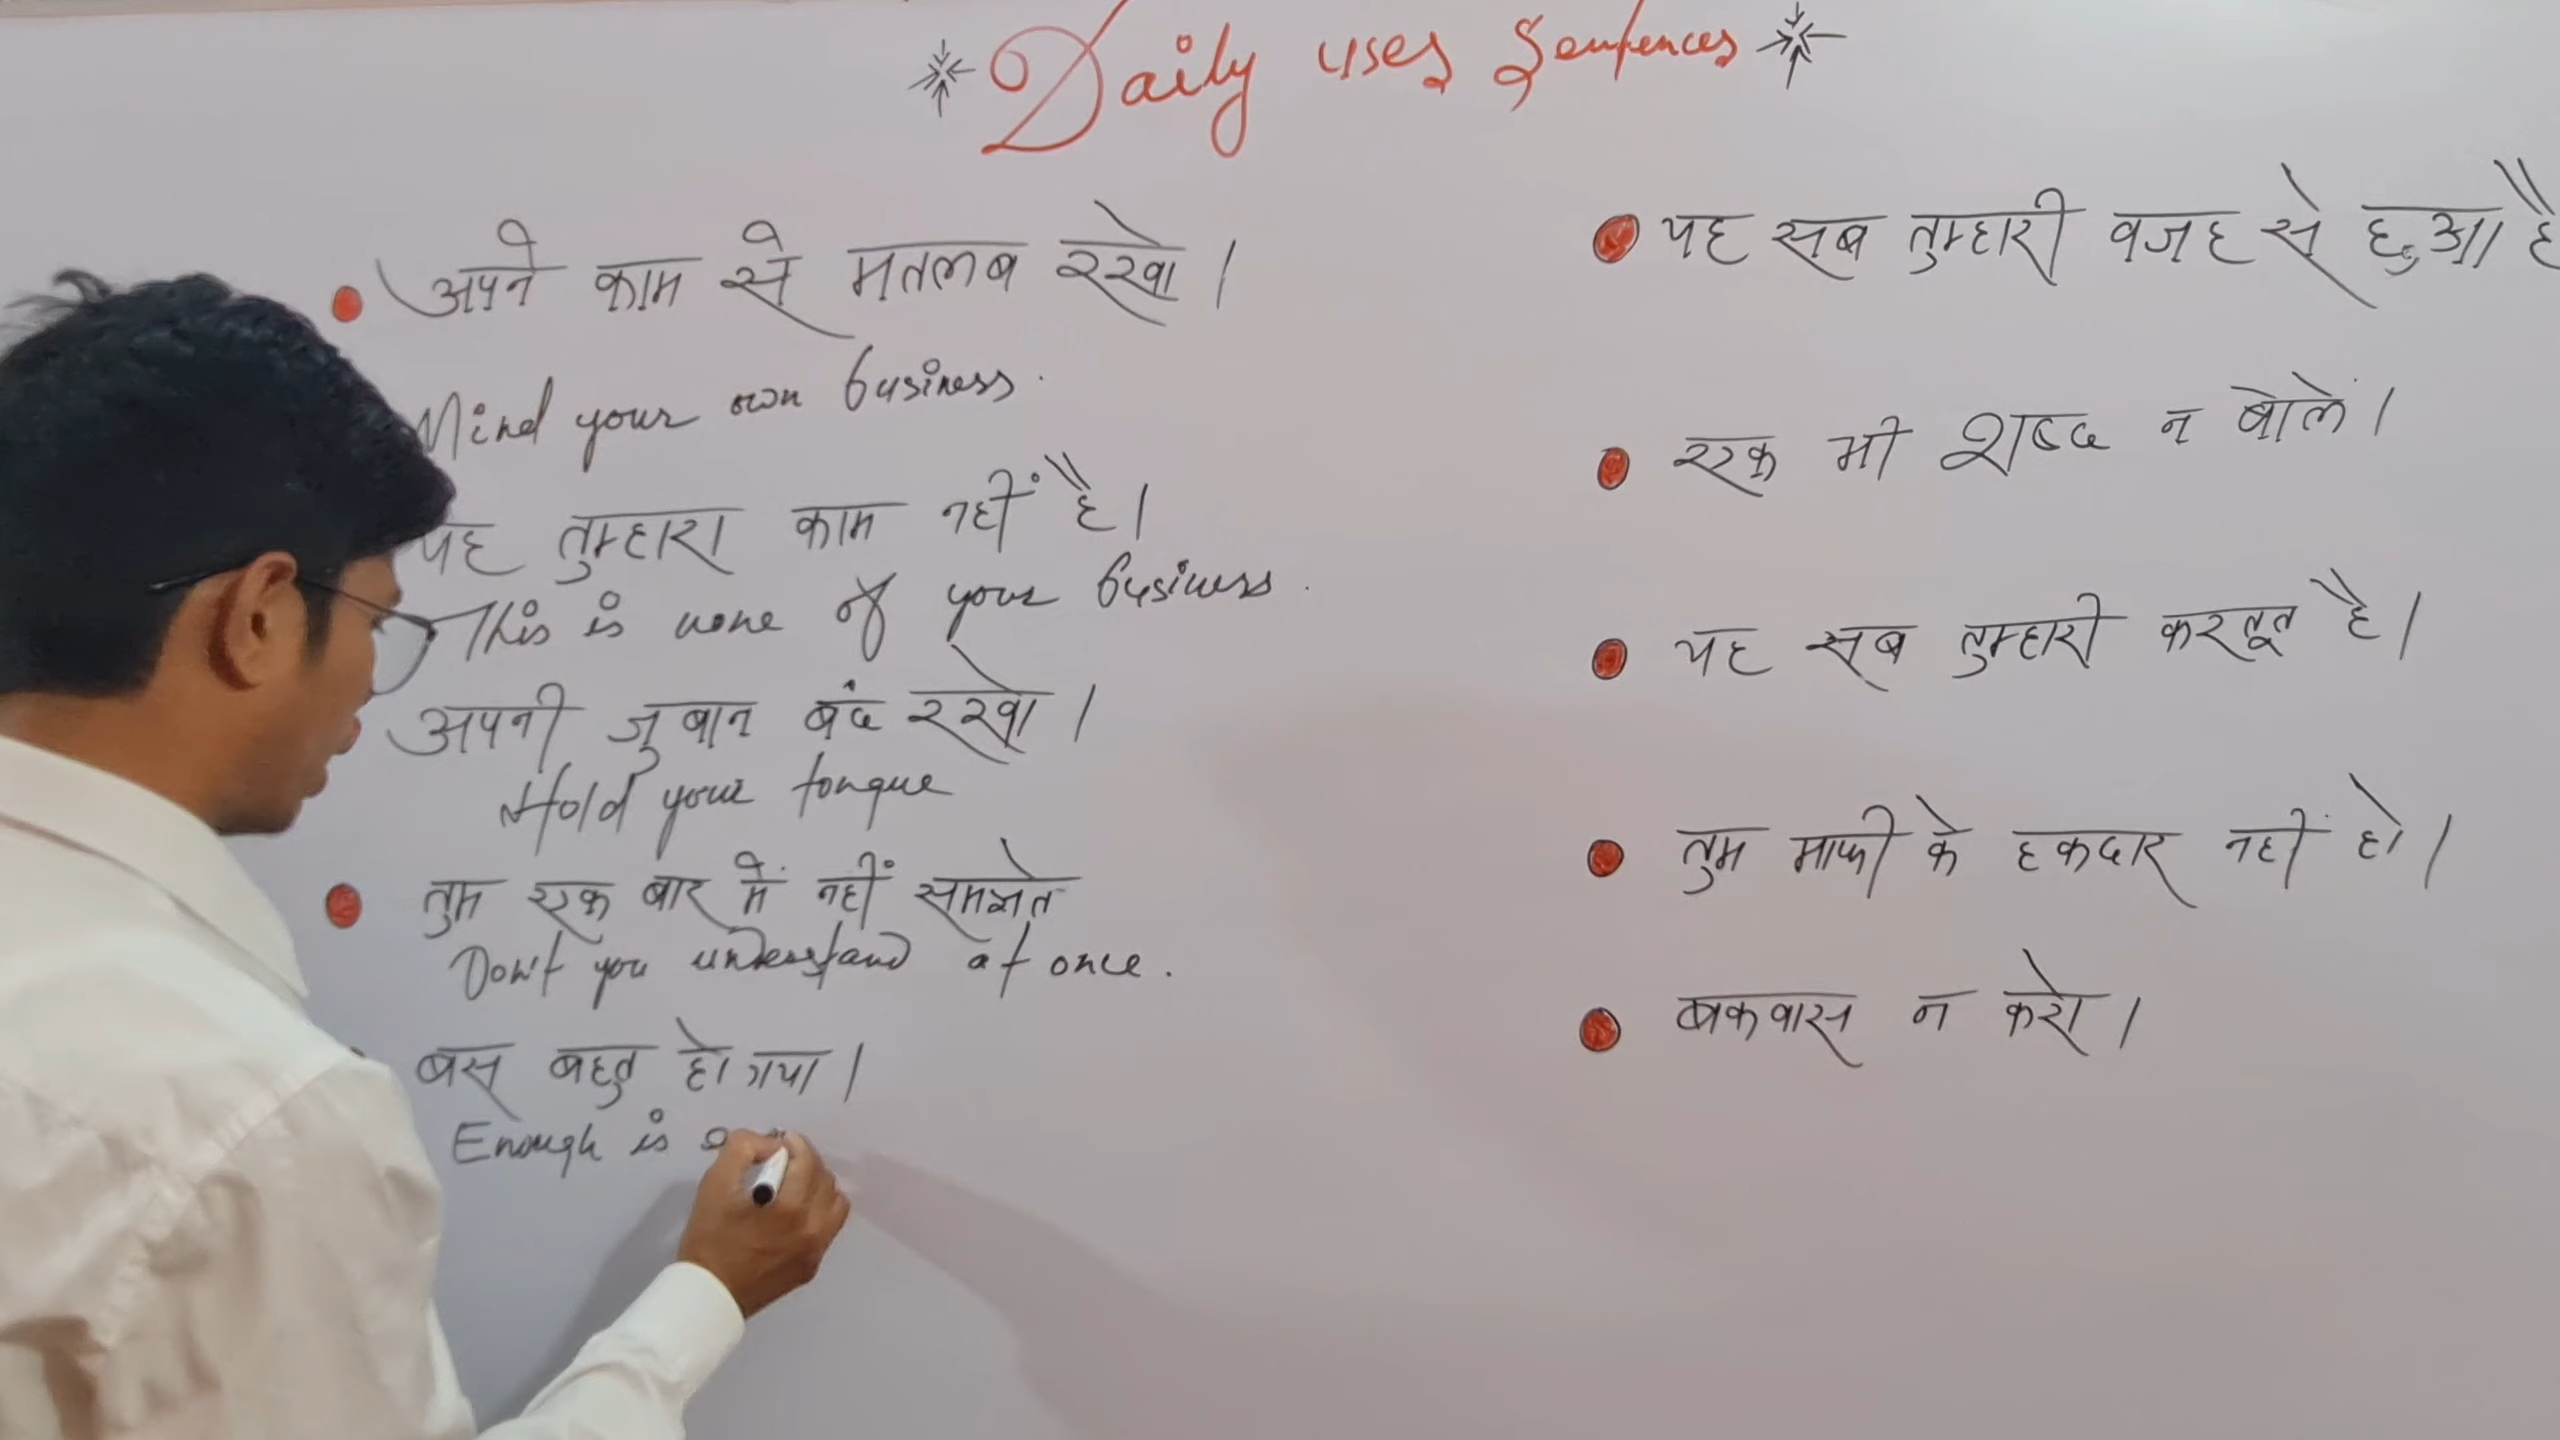 Daily uses Sentences
अपने काम से मतलब रखो।
Mind your own business.
यह तुम्हारा काम नहीं है।
This is none of your business.
अपनी जुबान बंद रखो।
Hold your tongue
तुम एक बार में नहीं समझते
Don't you understand at once.
बस बहुत हो गया।
Enough is
यह सब तुम्हारी वजह से हुआ है
एक भी शब्द न बोले।
यह सब तुम्हारी करतूत है।
तुम माफी के हकदार नहीं हो।
बकवास न करो।